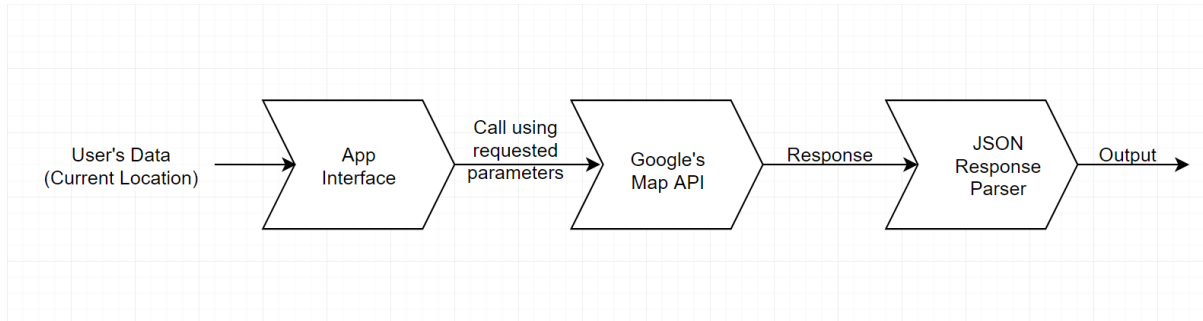 User's Data
(Current Location)
App
Interface
Call using
requested
parameters
Google's
Map API
Response
JSON
Response
Parser
Output